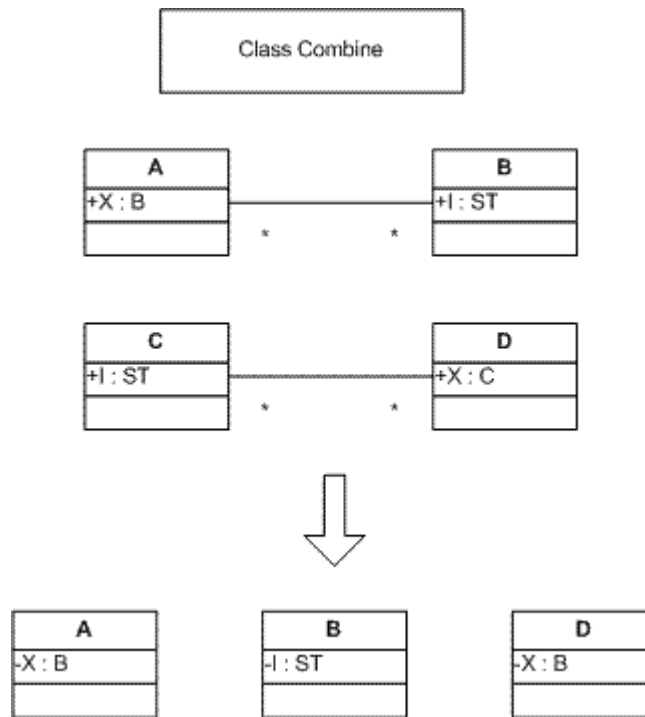 Class Combine
A
+X : B
B
+I : ST
* *
C
+I : ST
D
+X : C
* *
A
-X : B
B
-I : ST
D
-X : B